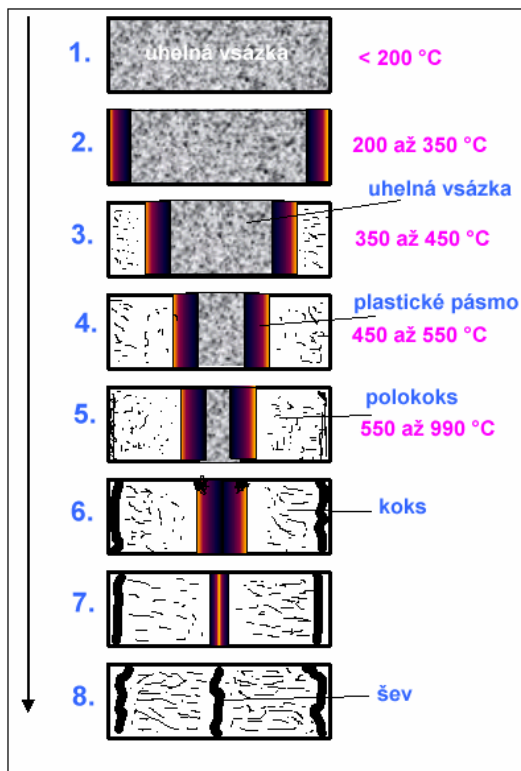 1. uhelná vsázka < 200 °C
2. 200 až 350 °C
uhelná vsázka
3. 350 až 450 °C
plastické pásmo
4. 450 až 550 °C
polokoks
5. 550 až 990 °C
6. koks
7.
8. šev